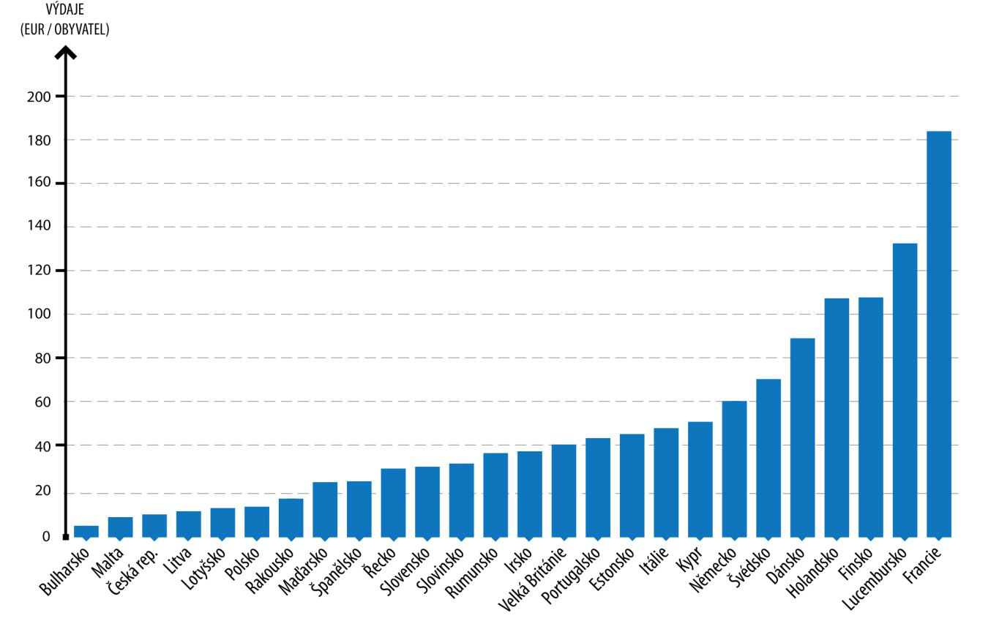 VÝDAJE
(EUR / OBYVATEL)
200
180
160
140
120
100
80
60
40
20
0
Bulharsko
Malta
Česká rep.
Litva
Lotyšsko
Polsko
Rakousko
Maďarsko
Španělsko
Řecko
Slovensko
Slovinsko
Rumunsko
Irsko
Velká Británie
Portugalsko
Estonsko
Itálie
Kypr
Německo
Švédsko
Dánsko
Holandsko
Finsko
Lucembursko
Francie